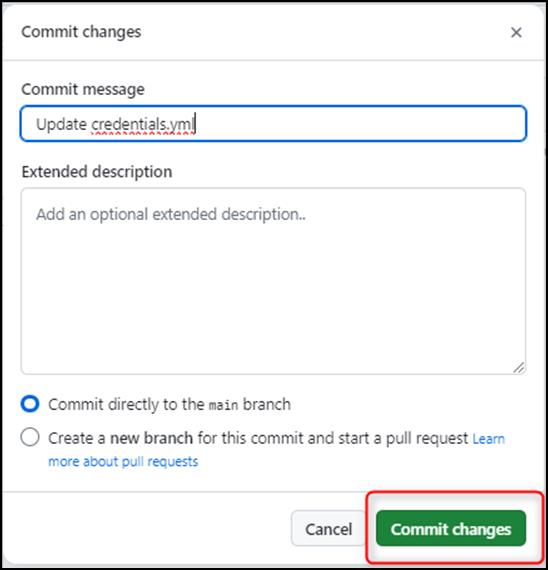 Commit changes
Commit message
Update credentials.yml
Extended description
Add an optional extended description..
Commit directly to the main branch
Create a new branch for this commit and start a pull request Learn
more about pull requests
Cancel
Commit changes